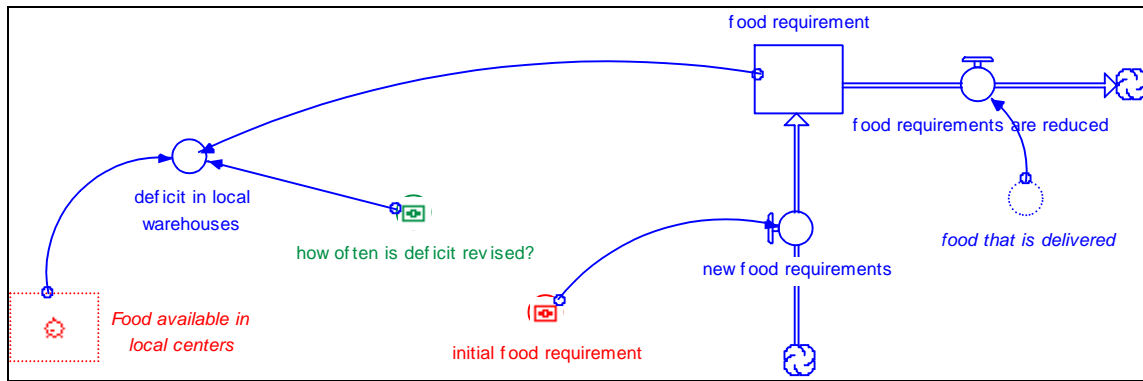 food requirement
food requirements are reduced
deficit in local
warehouses
food that is delivered
how often is deficit revised?
new food requirements
Food available in
local centers
initial food requirement